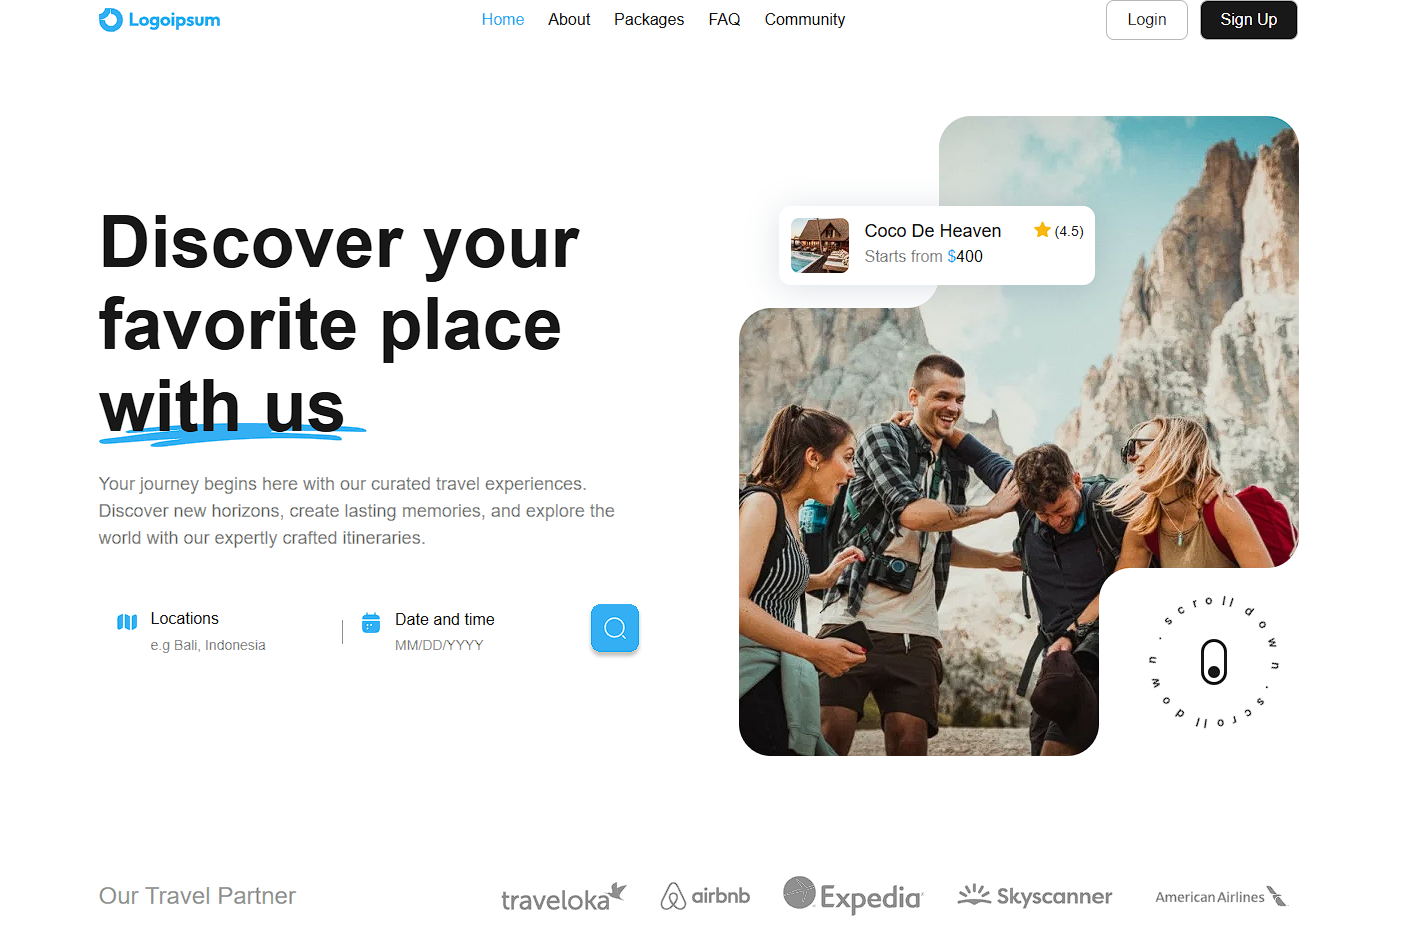 Logoipsum
Home About Packages FAQ Community
Login Sign Up
Coco De Heaven (4.5)
Starts from $400
Discover your
favorite place
with us
Your journey begins here with our curated travel experiences.
Discover new horizons, create lasting memories, and explore the
world with our expertly crafted itineraries.
Locations
e.g Bali, Indonesia
Date and time
MM/DD/YYYY
scroll down . scroll down .
Our Travel Partner
traveloka airbnb Expedia Skyscanner American Airlines